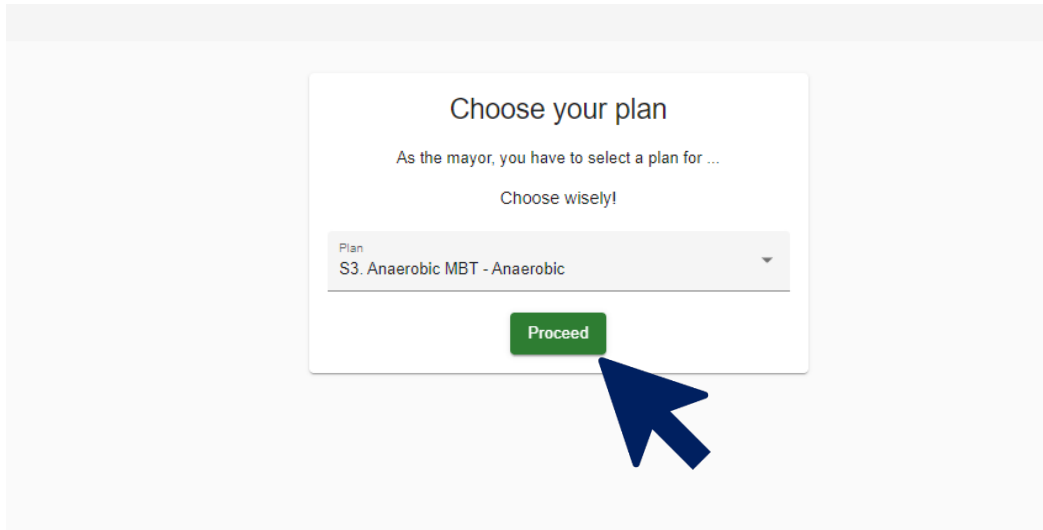 Choose your plan
As the mayor, you have to select a plan for ...
Choose wisely!
Plan
S3. Anaerobic MBT - Anaerobic
Proceed